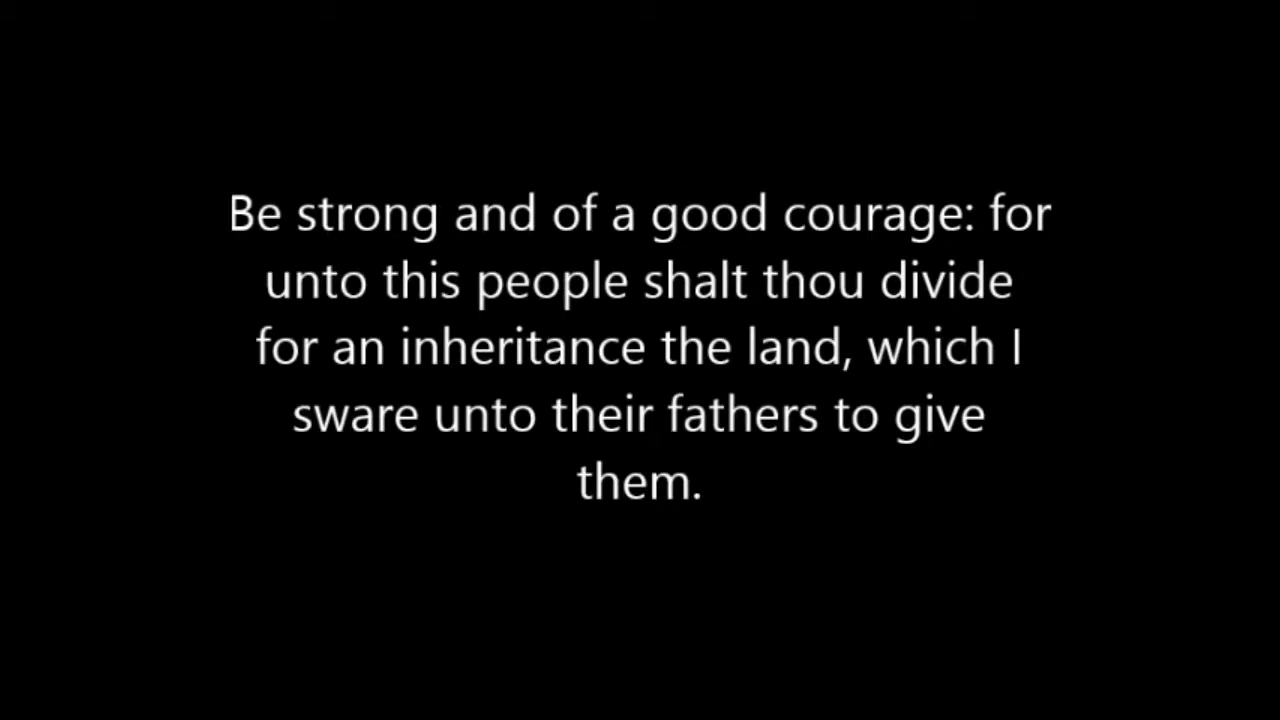 Be strong and of a good courage: for
unto this people shalt thou divide
for an inheritance the land, which I
sware unto their fathers to give
them.